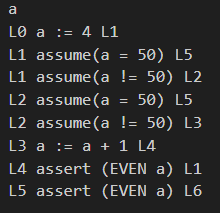 a
L0 a := 4 L1
L1 assume(a = 50) L5
L1 assume(a != 50) L2
L2 assume(a = 50) L5
L2 assume(a != 50) L3
L3 a := a + 1 L4
L4 assert (EVEN a) L1
L5 assert (EVEN a) L6